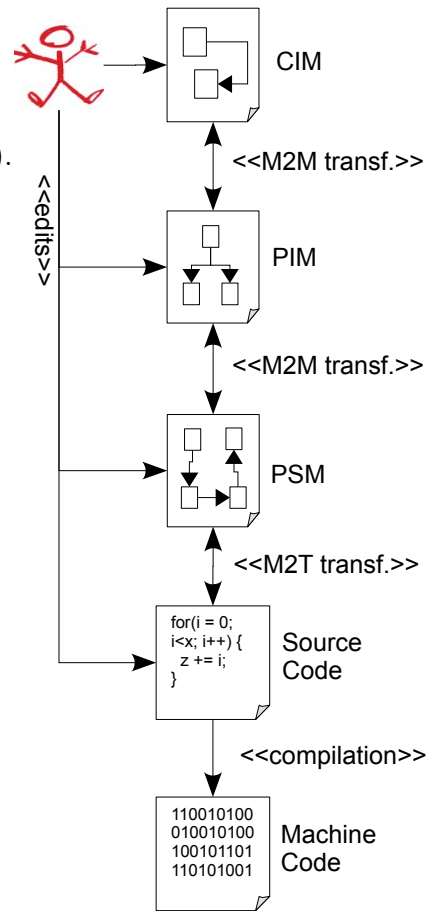 CIM
<<M2M transf.>>
).
<<edits>>
PIM
<<M2M transf.>>
PSM
<<M2T transf.>>
for(i = 0;
i<x; i++) {
z += i;
}
Source
Code
<<compilation>>
110010100
010010100
100101101
110101001
Machine
Code